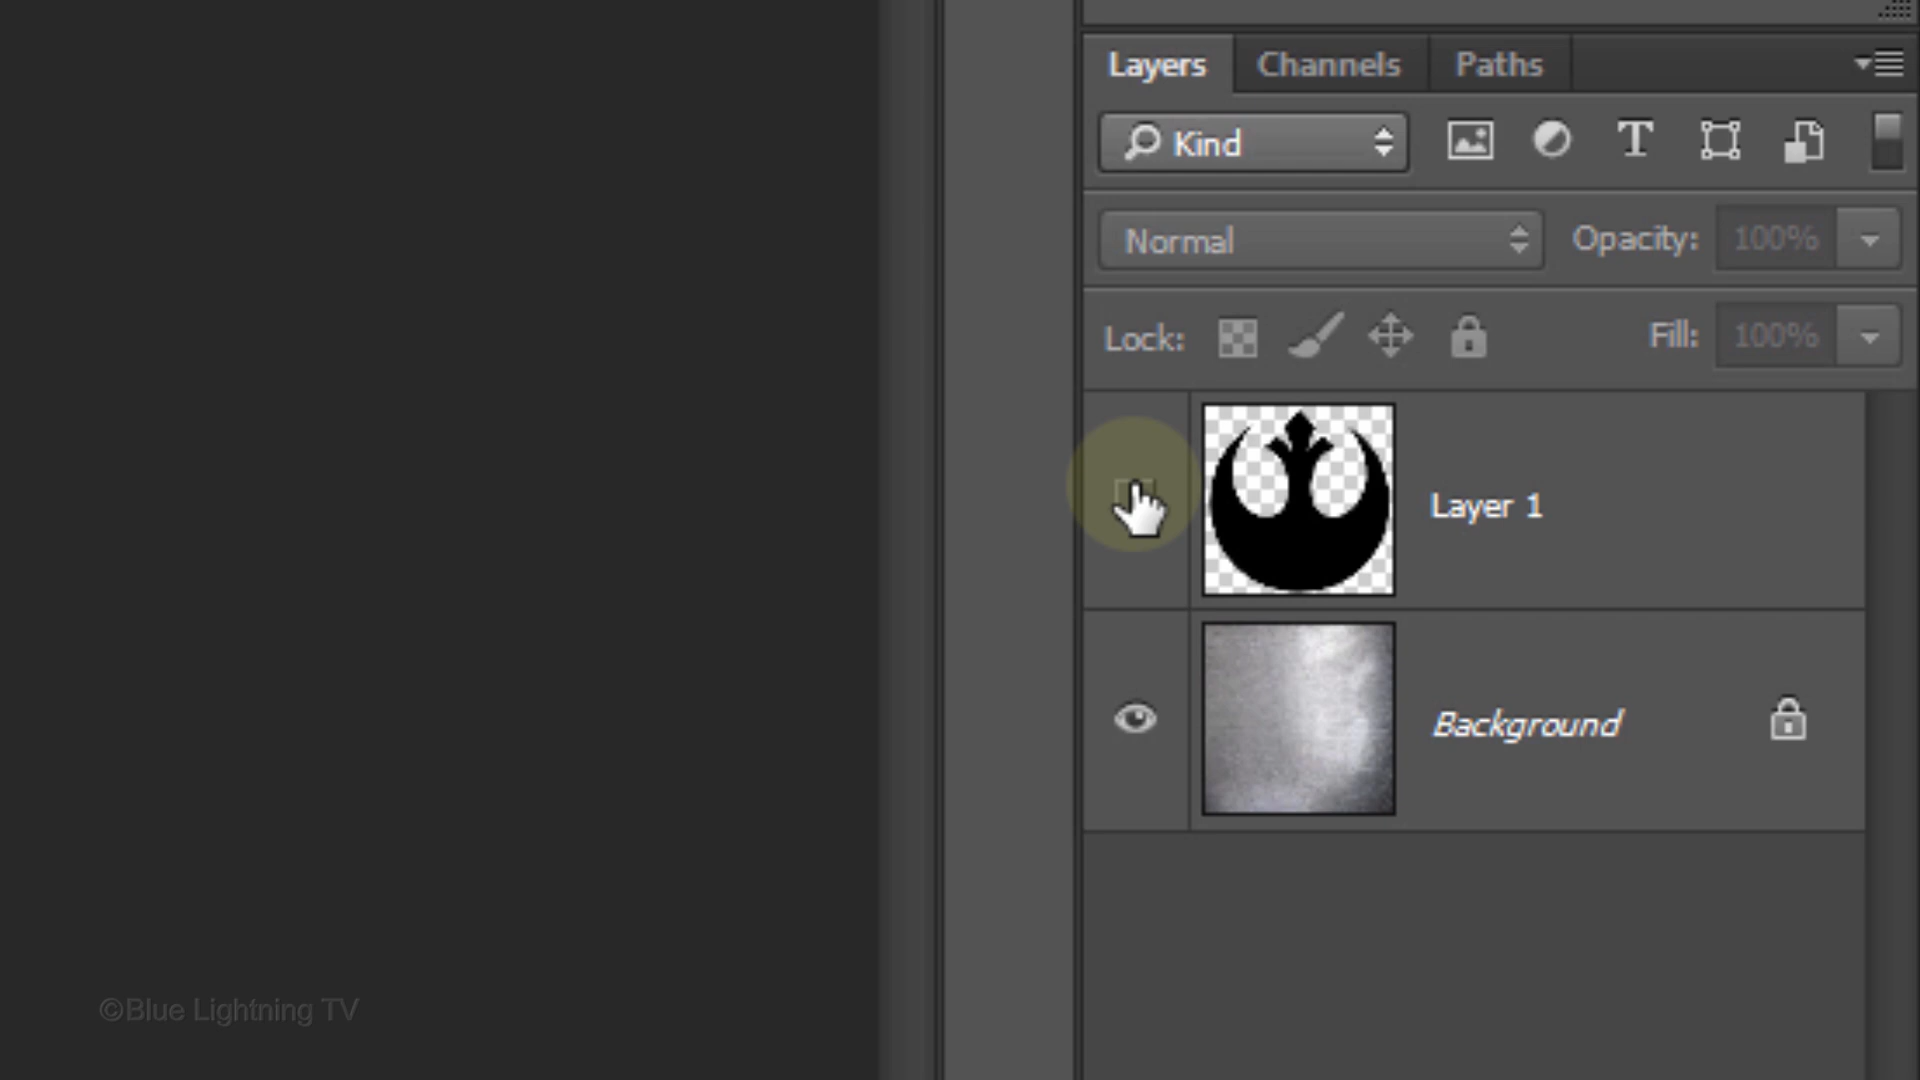 Layers Channels Paths
Kind T
Normal Opacity: 100%
Lock: Fill: 100%
Layer 1
Background
©Blue Lightning TV